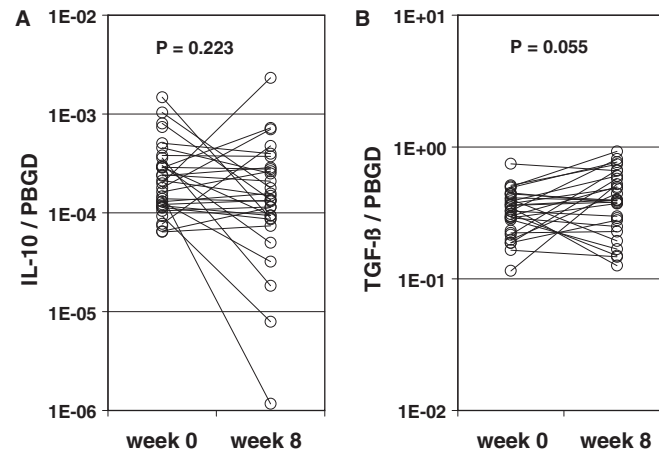 A
1E-02
P = 0.223
1E-03
1E-04
1E-05
1E-06
IL-10 / PBGD
week 0 week 8
B
1E+01
P = 0.055
1E+00
1E-01
1E-02
TGF-ß / PBGD
week 0 week 8